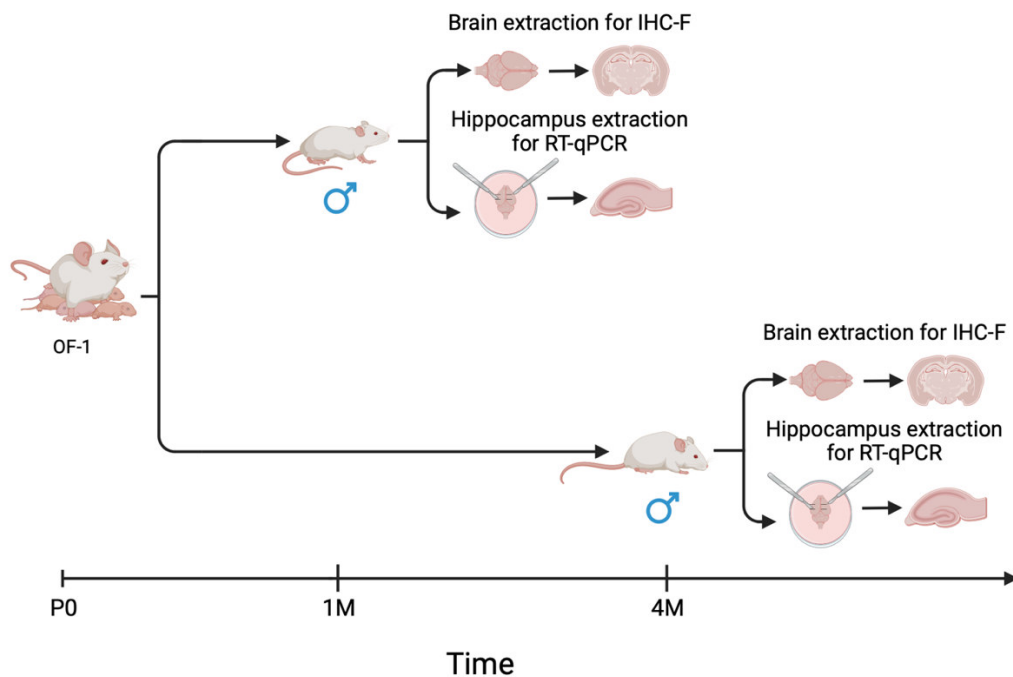 Brain extraction for IHC-F
Hippocampus extraction
for RT-qPCR
OF-1
Brain extraction for IHC-F
Hippocampus extraction
for RT-qPCR
P0
1M
4M
Time